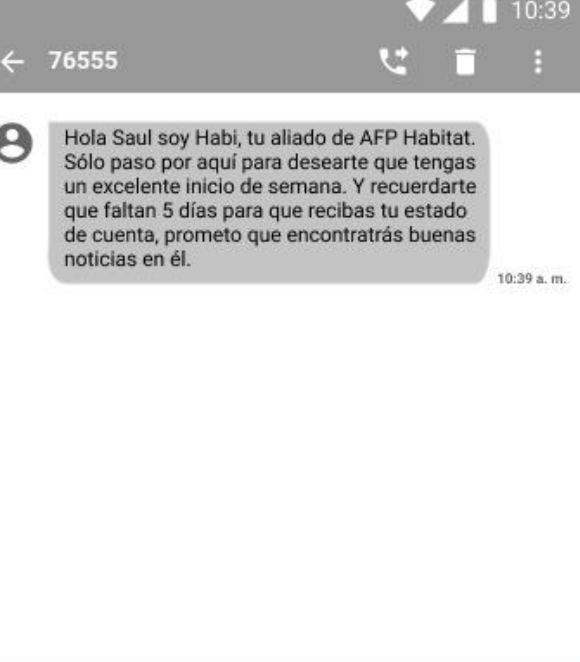 10:39
76555
Hola Saul soy Habi, tu aliado de AFP Habitat.
Sólo paso por aquí para desearte que tengas
un excelente inicio de semana. Y recuerdarte
que faltan 5 días para que recibas tu estado
de cuenta, prometo que encontratrás buenas
noticias en él.
10:39 a. m.